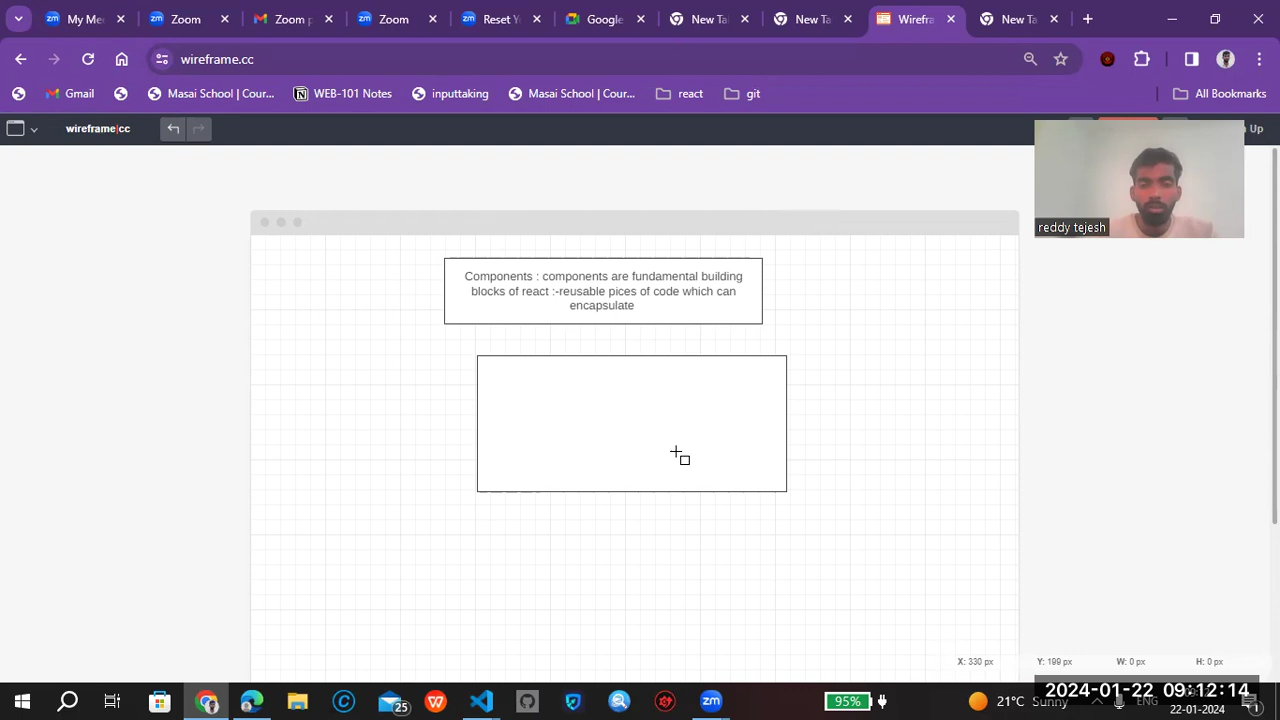 My Me
Zoom
Zoom p
Zoom
Reset Y
Google
New Ta
New Ta
Wirefra
New Ta
wireframe.cc
Gmail
Masai School | Cour...
WEB-101 Notes
inputtaking
Masai School | Cour...
react
git
All Bookmarks
wireframe|cc
Up
reddy tejesh
Components : components are fundamental building
blocks of react :-reusable pices of code which can
encapsulate
X: 330 px
Y: 199 px
W: 0 px
H: 0 px
25
95%
21°C Sunny
ENG
2024-01-22 09:12:14
22-01-2024